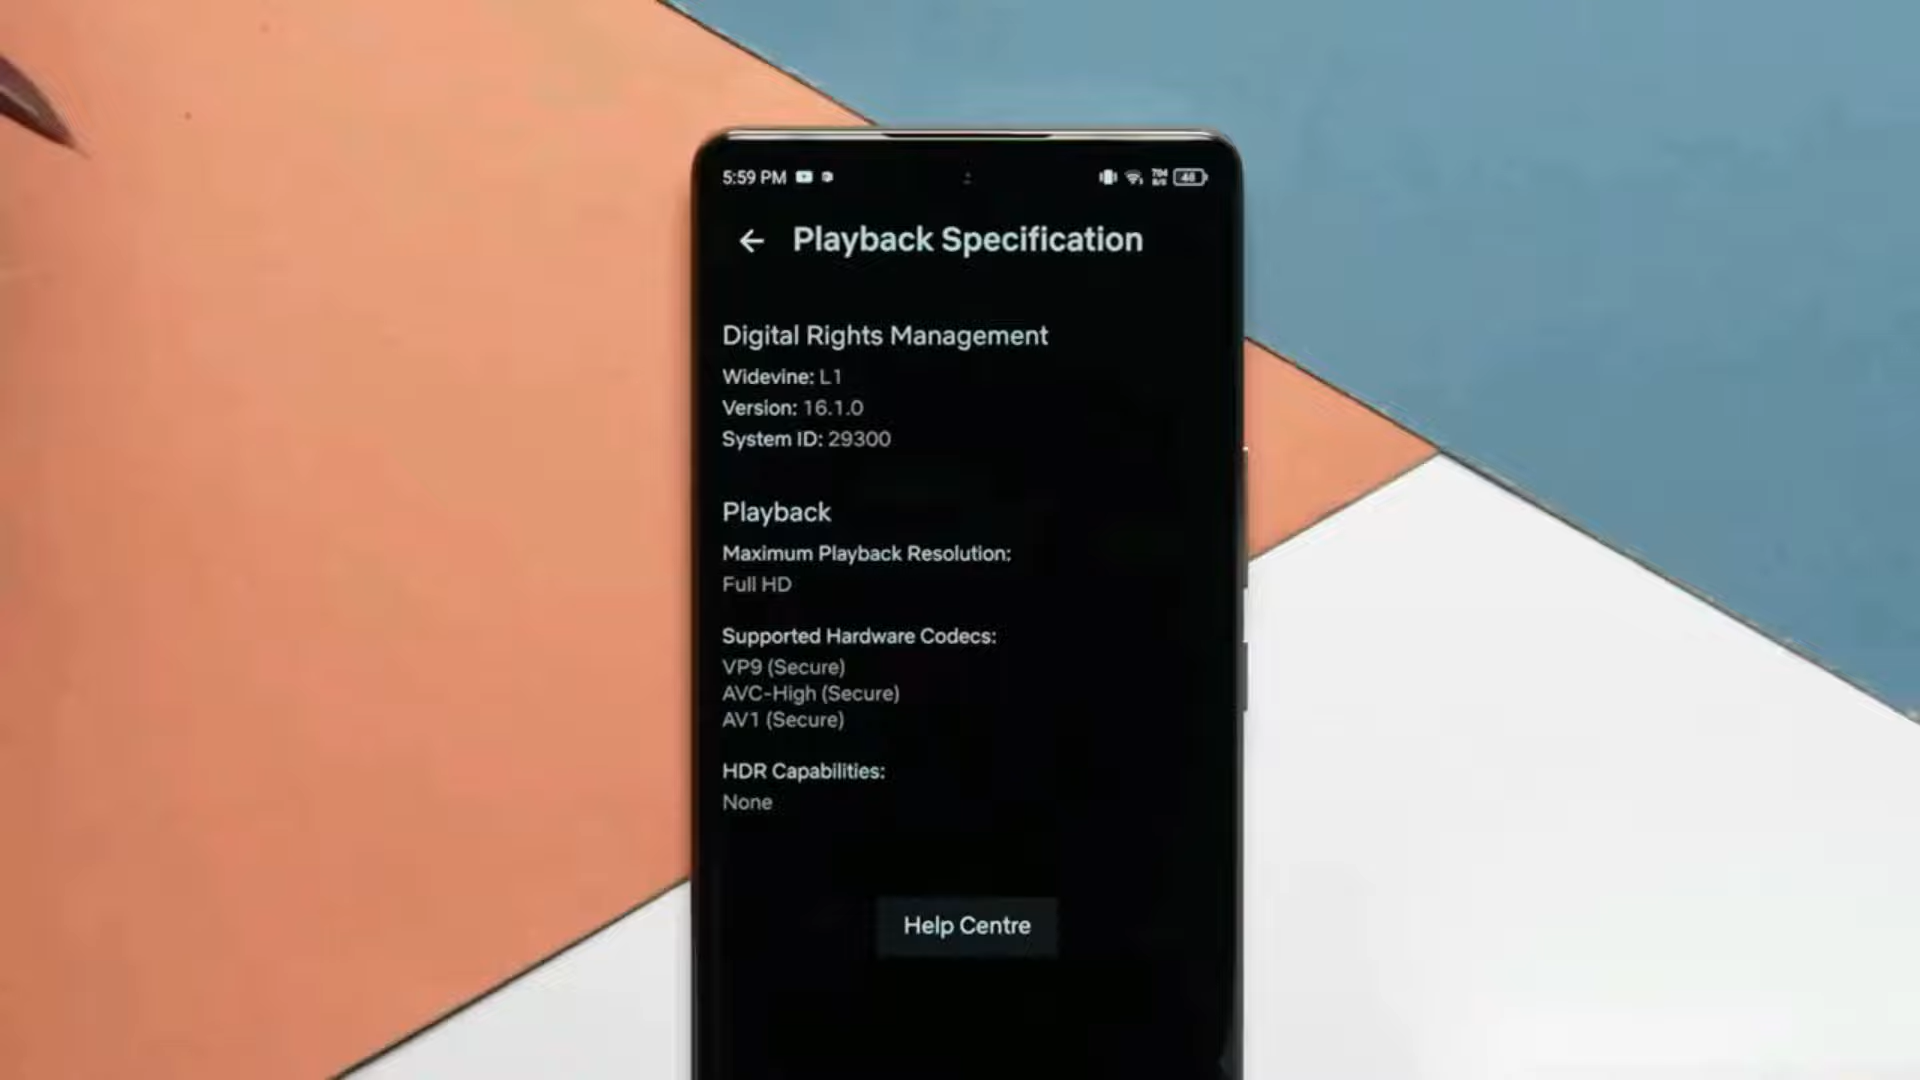 5:59 PM
48
Playback Specification
Digital Rights Management
Widevine: L1
Version: 16.1.0
System ID: 29300
Playback
Maximum Playback Resolution:
Full HD
Supported Hardware Codecs:
VP9 (Secure)
AVC-High (Secure)
AV1 (Secure)
HDR Capabilities:
None
Help Centre